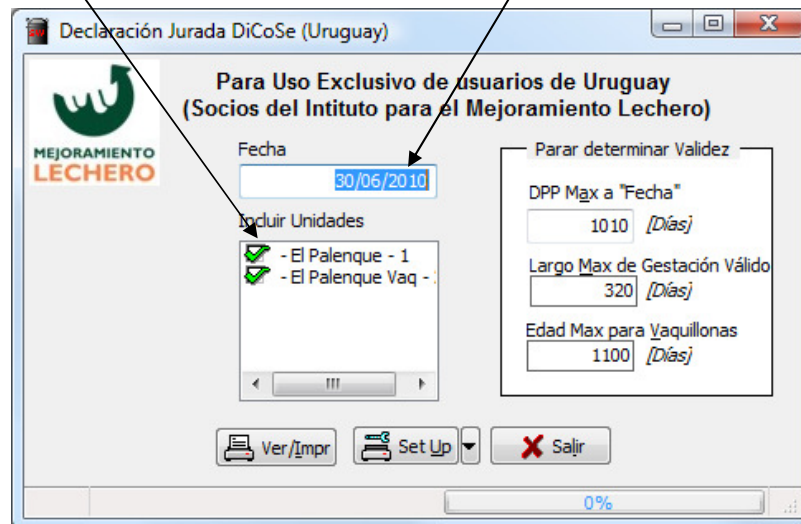 Declaración Jurada DiCoSe (Uruguay)
Para Uso Exclusivo de usuarios de Uruguay
(Socios del Intituto para el Mejoramiento Lechero)
MEJORAMIENTO
LECHERO
Fecha
30/06/2010
Incluir Unidades
- El Palenque - 1
- El Palenque Vaq -
Parar determinar Validez
DPP Max a "Fecha"
1010 [Días]
Largo Max de Gestación Válido
320 [Días]
Edad Max para Vaquillonas
1100 [Días]
Ver/Impr
Set Up
Salir
0%